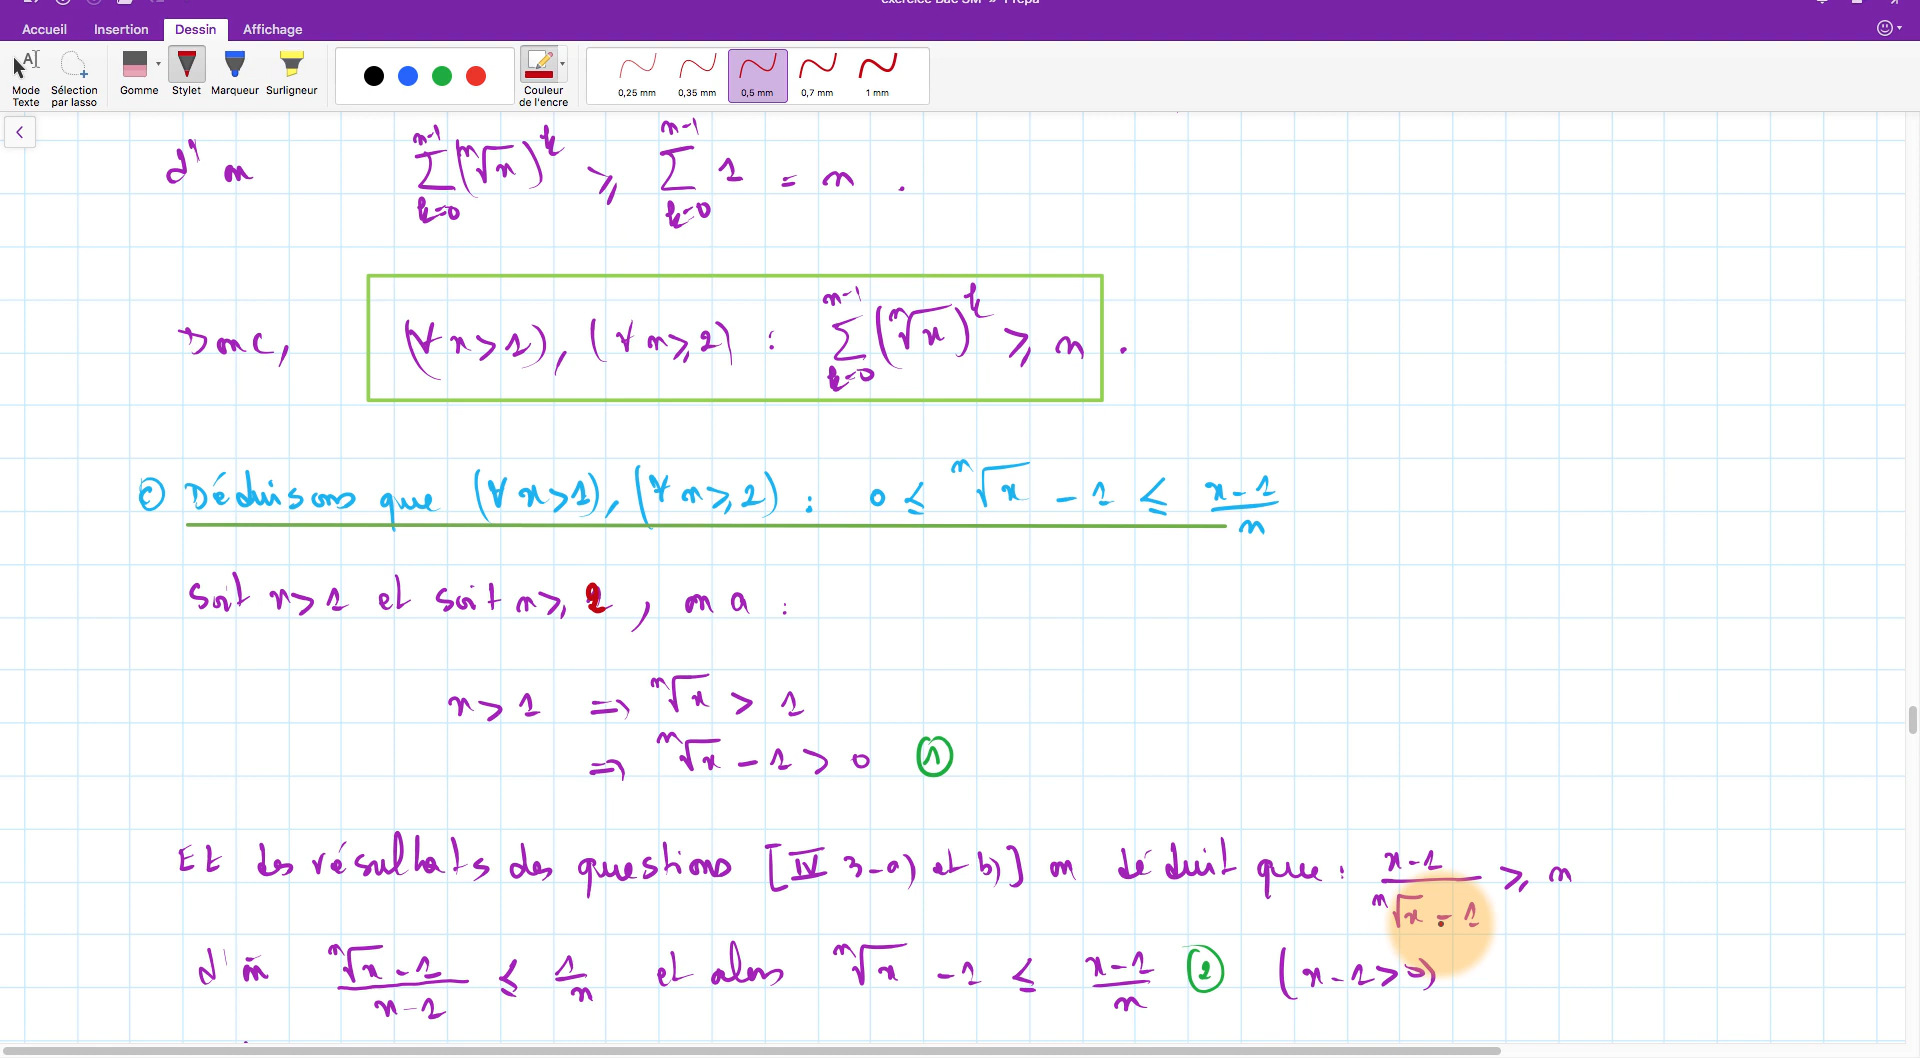 Accueil Insertion Dessin Affichage
Mode Texte Sélection par lasso Gomme Stylet Marqueur Surligneur Couleur de l'encre 0,25 mm 0,35 mm 0,5 mm 0,7 mm 1 mm
d'où ∑_{k=0}^{n-1} (ⁿ√x)^k ≥ ∑_{k=0}^{n-1} 1 = n .
Donc, (∀x>1), (∀n≥2) : ∑_{k=0}^{n-1} (ⁿ√x)^k ≥ n .
c) Déduisons que (∀x>1), (∀n≥2) : 0 ≤ ⁿ√x - 1 ≤ (x-1)/n
Soit x>1 et soit n≥2, on a :
x>1 ⇒ ⁿ√x > 1
⇒ ⁿ√x - 1 > 0 ①
Et des résultats des questions [IV 3-a) et b)] on déduit que : (x-1)/(ⁿ√x - 1) ≥ n
d'où (ⁿ√x - 1)/(x-1) ≤ 1/n et alors ⁿ√x - 1 ≤ (x-1)/n ② (x-1>0)